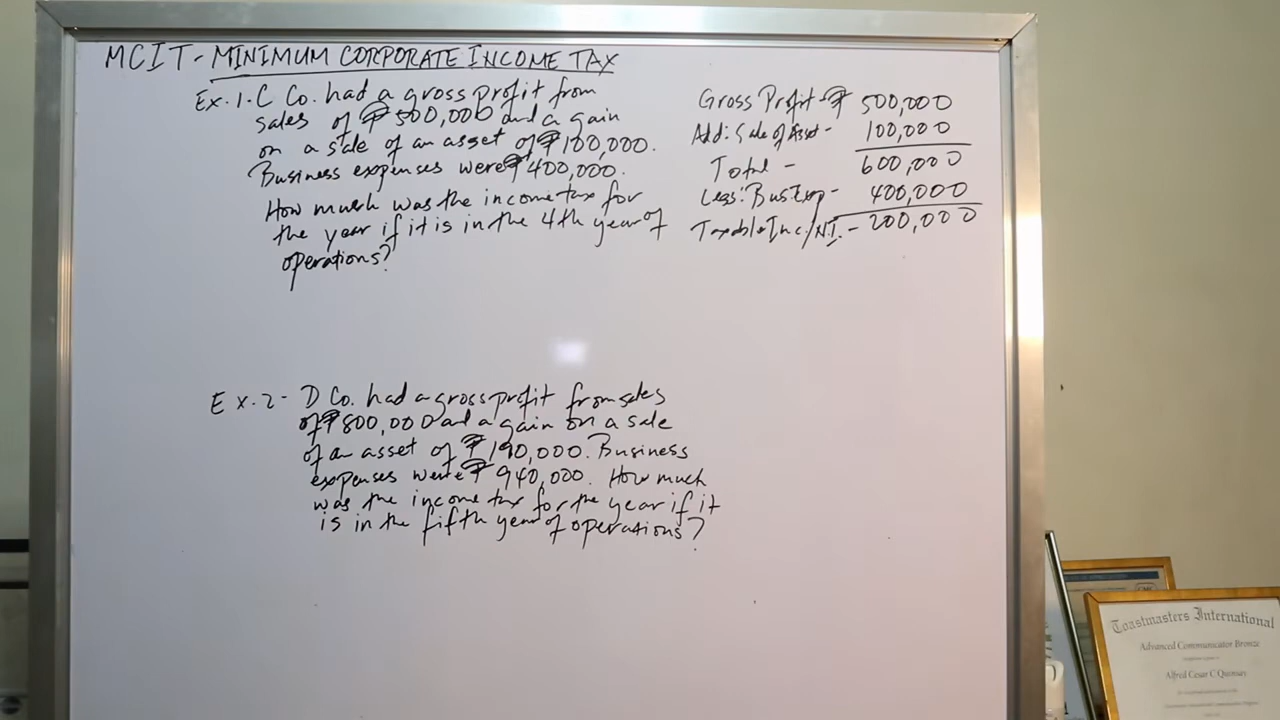 MCIT - MINIMUM CORPORATE INCOME TAX
Ex. 1. C Co. had a gross profit from
sales of ₱500,000 and a gain
on a sale of an asset of ₱100,000.
Business expenses were ₱400,000.
How much was the income tax for
the year if it is in the 4th year of
operations?
Gross Profit - ₱ 500,000
Add: Sale of Asset - 100,000
Total - 600,000
Less: Bus Exp - 400,000
Taxable Inc./N.I. - 200,000
Ex. 2 - D Co. had a gross profit from sales
of ₱800,000 and a gain on a sale
of an asset of ₱190,000. Business
expenses were ₱940,000. How much
was the income tax for the year if it
is in the fifth year of operations?
Toastmasters International
Advanced Communicator Bronze